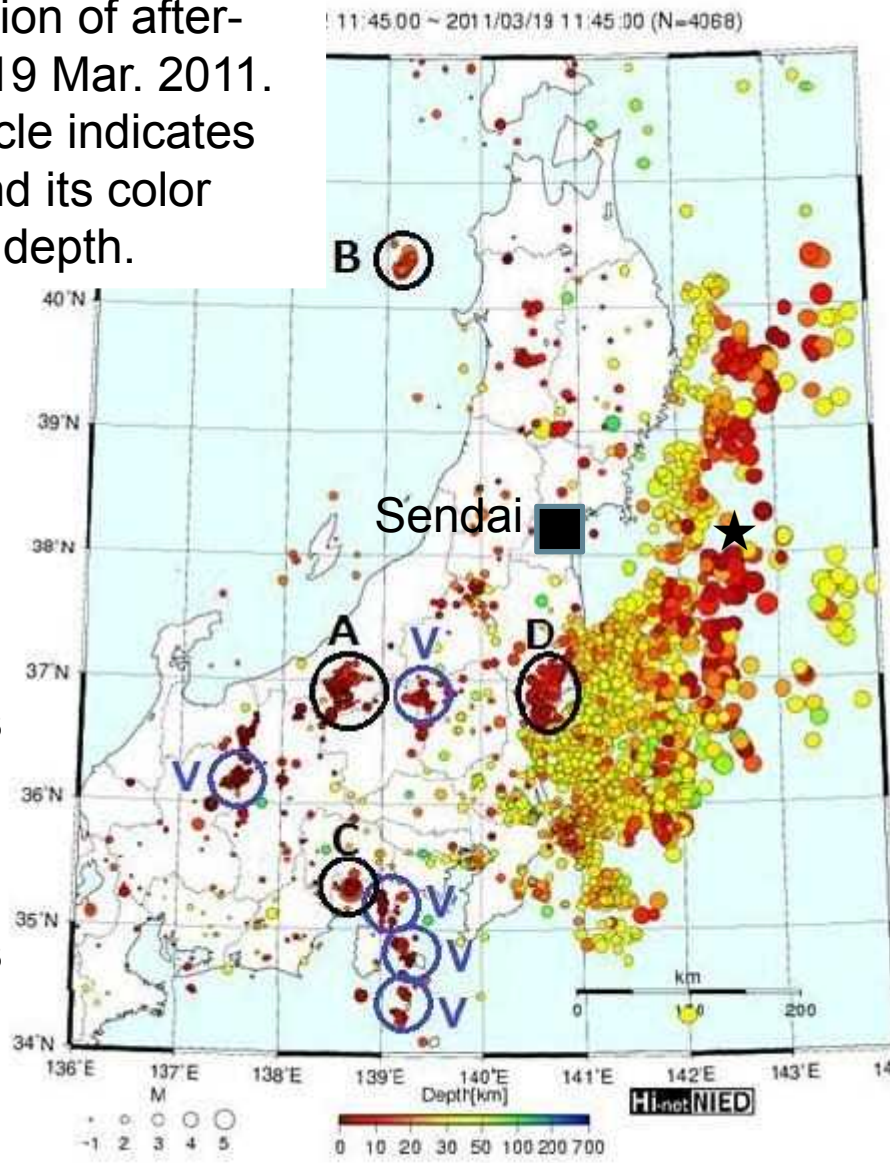 ion of after-
19 Mar. 2011.
cle indicates
nd its color
depth.
11:45:00 ~ 2011/03/19 11:45:00 (N=4068)
B
40°N
39°N
Sendai
38°N
A
V
D
37°N
V
36°N
C
V
35°N
V
V
km
0 200
34°N
136°E 137°E 138°E 139°E 140°E 141°E 142°E 143°E 14
M
Depth[km]
Hi-net NIED
-1 2 3 4 5
0 10 20 30 50 100 200 700